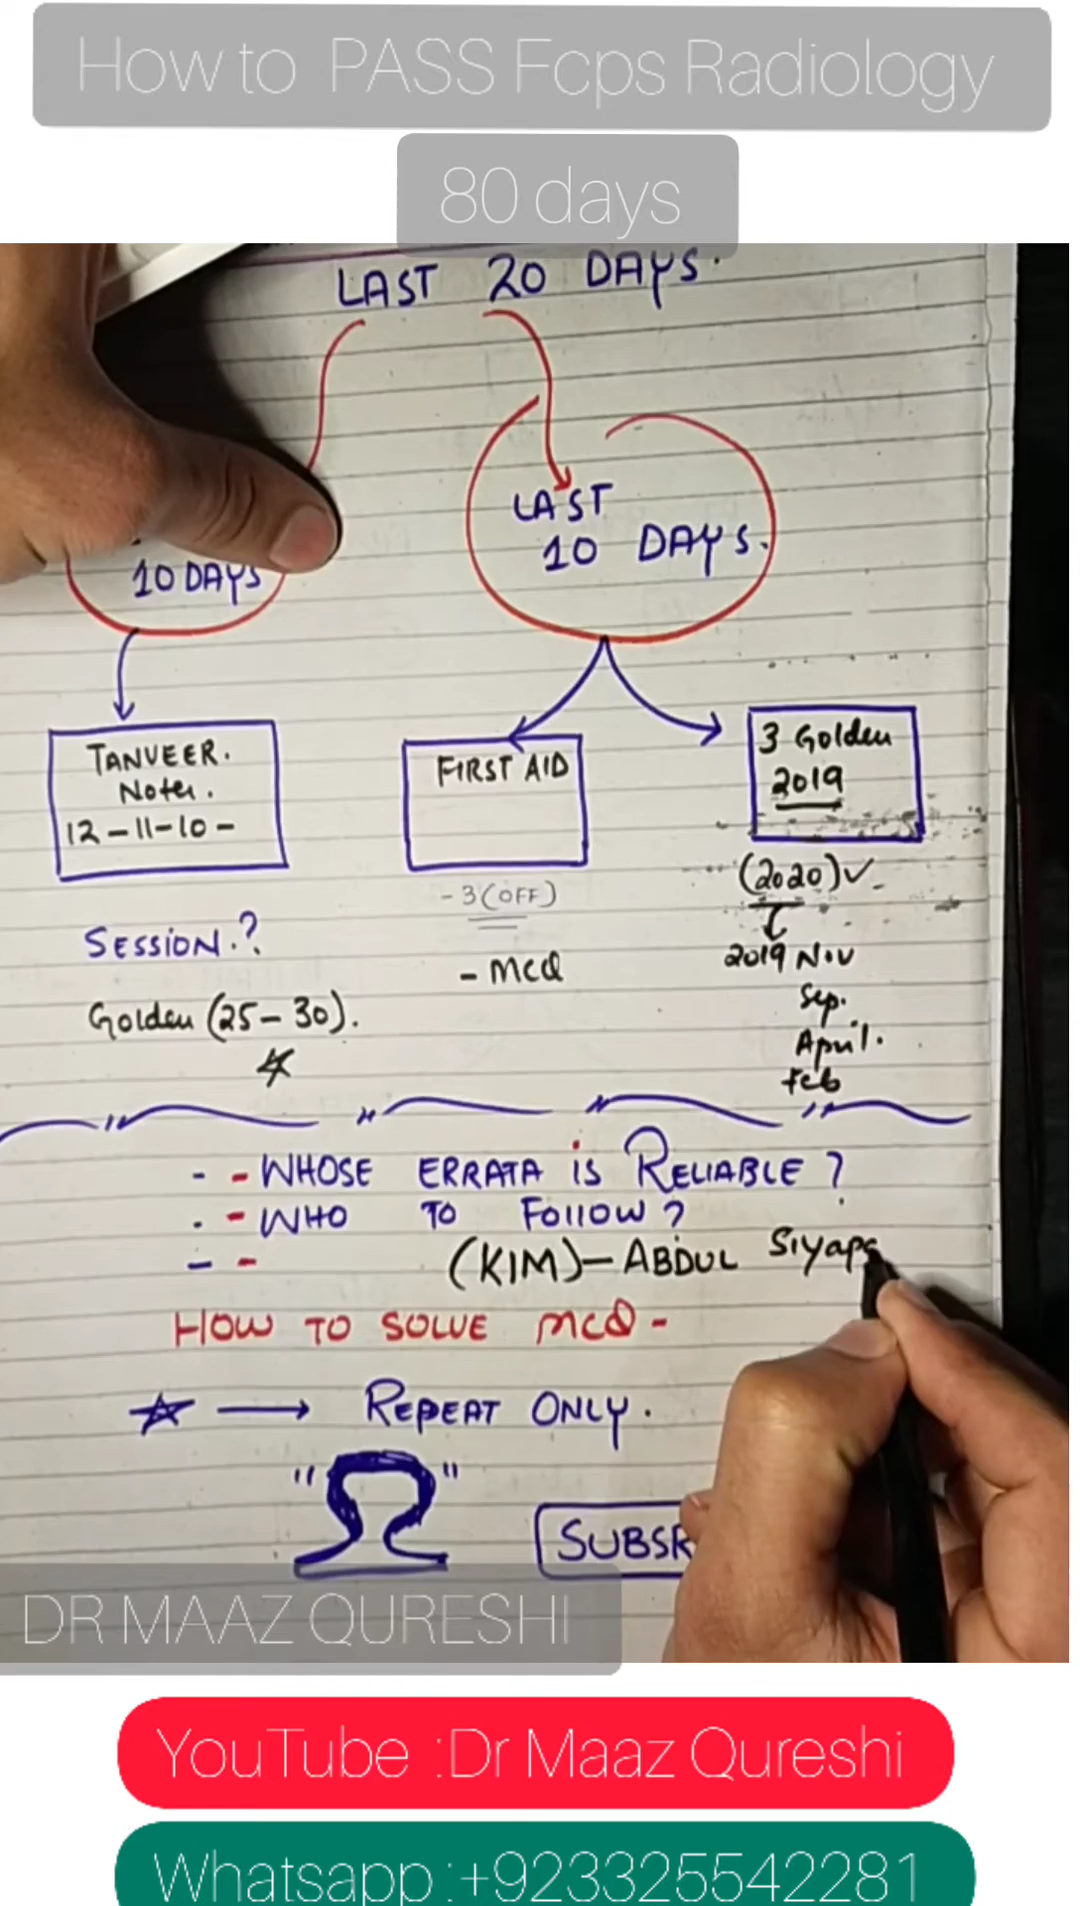 How to PASS Fcps Radiology
80 days
LAST 20 DAYS.
LAST
10 DAYS.
10 DAYS
TANVEER.
Notes.
12-11-10-
FIRST AID
3 Golden
2019
- 3 (OFF)
- MCQ
(2020)✓-
2019 Nov
Sep.
April.
Feb
SESSION.?
Golden (25-30).
- - WHOSE ERRATA is RELIABLE?
. - WHO TO FOLLOW?
- - (KIM)-ABDUL
HOW TO SOLVE MCQ-
☆ → REPEAT ONLY.
" "
SUBSR
DR MAAZ QURESHI
YouTube :Dr Maaz Qureshi
Whatsapp :+923325542281